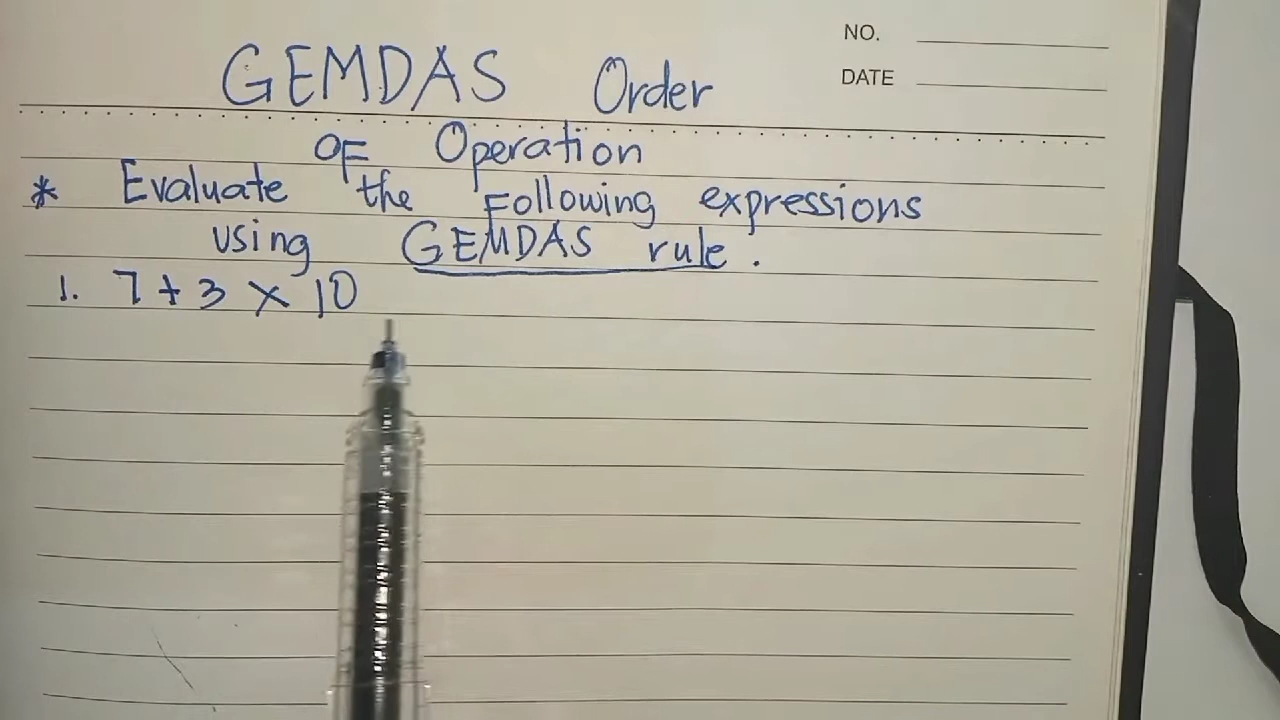 NO.
DATE
GEMDAS Order
OF Operation
* Evaluate the Following expressions
using GEMDAS rule.
1. 7 + 3 × 10